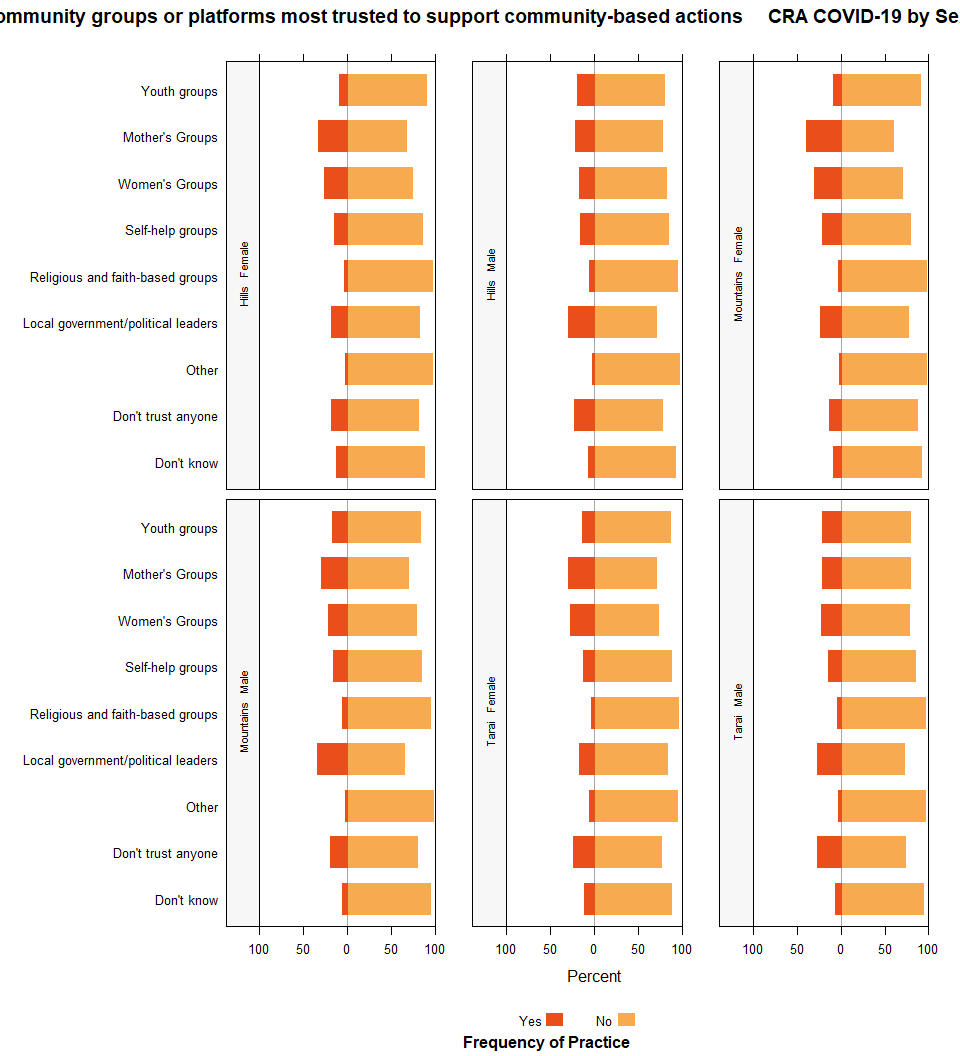 ommunity groups or platforms most trusted to support community-based actions CRA COVID-19 by Se
Youth groups
Mother's Groups
Women's Groups
Self-help groups
Religious and faith-based groups
Local government/political leaders
Other
Don't trust anyone
Don't know
Hills Female
Hills Male
Mountains Female
Youth groups
Mother's Groups
Women's Groups
Self-help groups
Religious and faith-based groups
Local government/political leaders
Other
Don't trust anyone
Don't know
Mountains Male
Tarai Female
Tarai Male
100 50 0 50 100 100 50 0 50 100 100 50 0 50 100
Percent
Yes No
Frequency of Practice